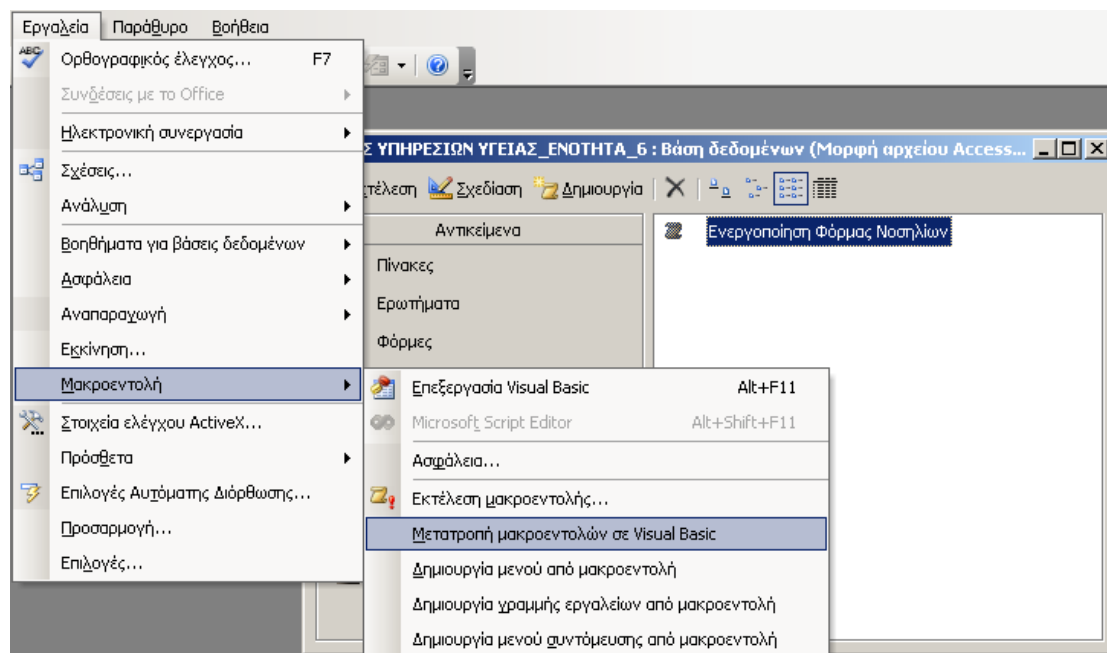 Εργαλεία Παράθυρο Βοήθεια
ABC Ορθογραφικός έλεγχος... F7
Συνδέσεις με το Office
Ηλεκτρονική συνεργασία
Σχέσεις...
Ανάλυση
Βοηθήματα για βάσεις δεδομένων
Ασφάλεια
Αναπαραγωγή
Εκκίνηση...
Μακροεντολή
Στοιχεία ελέγχου ActiveX...
Πρόσθετα
Επιλογές Αυτόματης Διόρθωσης...
Προσαρμογή...
Επιλογές...
Σ ΥΠΗΡΕΣΙΩΝ ΥΓΕΙΑΣ_ΕΝΟΤΗΤΑ_6 : Βάση δεδομένων (Μορφή αρχείου Access...
τέλεση Σχεδίαση Δημιουργία
Αντικείμενα
Πίνακες
Ερωτήματα
Φόρμες
Ενεργοποίηση Φόρμας Νοσηλίων
Επεξεργασία Visual Basic Alt+F11
Microsoft Script Editor Alt+Shift+F11
Ασφάλεια...
Εκτέλεση μακροεντολής...
Μετατροπή μακροεντολών σε Visual Basic
Δημιουργία μενού από μακροεντολή
Δημιουργία γραμμής εργαλείων από μακροεντολή
Δημιουργία μενού συντόμευσης από μακροεντολή